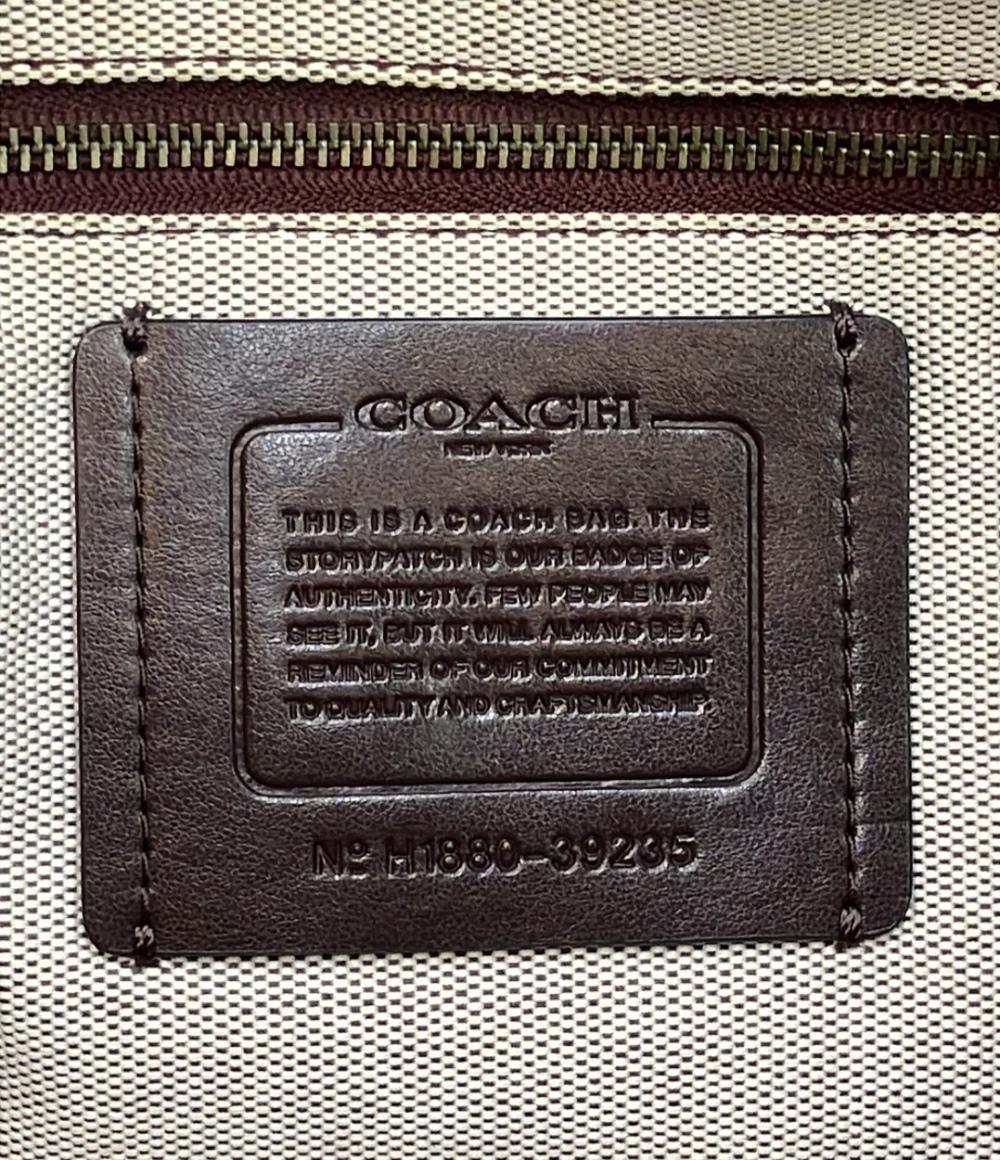 COACH
NEW YORK
THIS IS A COACH BAG. THE
STORYPATCH IS OUR BADGE OF
AUTHENTICITY. FEW PEOPLE MAY
SEE IT, BUT IT WILL ALWAYS BE A
REMINDER OF OUR COMMITMENT
TO QUALITY AND CRAFTSMANSHIP.
Nº H1880-39235